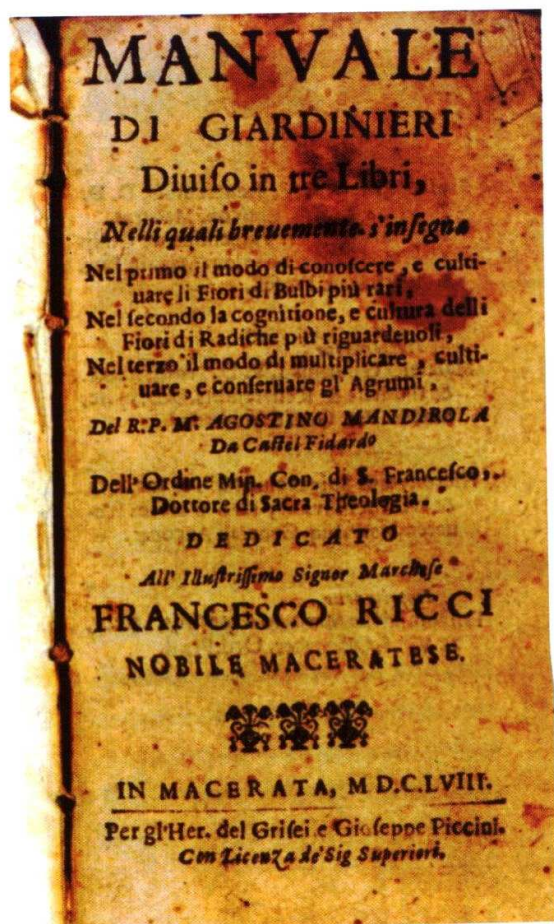 MANVALE
DI GIARDINIERI
Diuiſo in tre Libri,
Nelli quali breuemente s'inſegna
Nel primo il modo di conoſcere, e culti-
uare li Fiori di Bulbi più rari,
Nel ſecondo la cognitione, e cultura delli
Fiori di Radiche più riguardeuoli,
Nel terzo il modo di multiplicare, culti-
uare, e conſeruare gl' Agrumi.
Del R.P. M. AGOSTINO MANDIROLA
Da Caſtel Fidardo
Dell' Ordine Min. Con. di S. Franceſco,
Dottore di Sacra Theologia.
DEDICATO
All' Illuſtriſſimo Signor Marcheſe
FRANCESCO RICCI
NOBILE MACERATESE.
IN MACERATA, M D.C.LVIII.
Per gl'Her. del Griſei e Gioſeppe Piccini.
Con Licenza de' Sig Superiori.